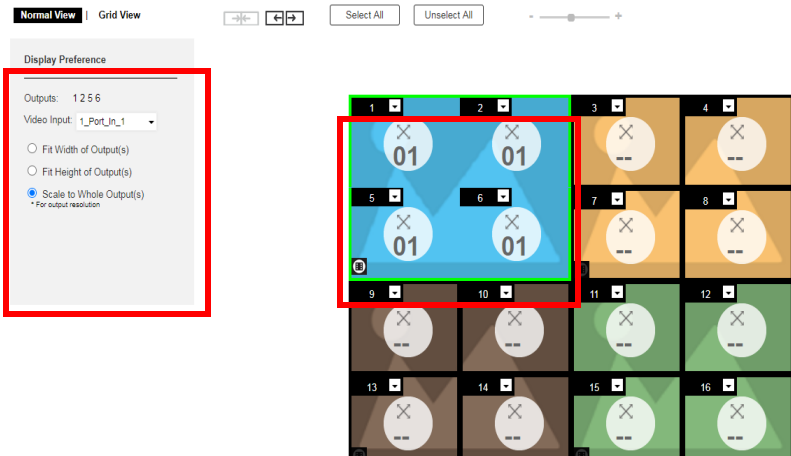 Normal View | Grid View
Select All
Unselect All
- +
Display Preference
Outputs: 1 2 5 6
Video Input: 1_Port_In_1
Fit Width of Output(s)
Fit Height of Output(s)
Scale to Whole Output(s)
* For output resolution
1 2 3 4
01 01 -- --
5 6 7 8
01 01 -- --
9 10 11 12
-- -- -- --
13 14 15 16
-- -- -- --